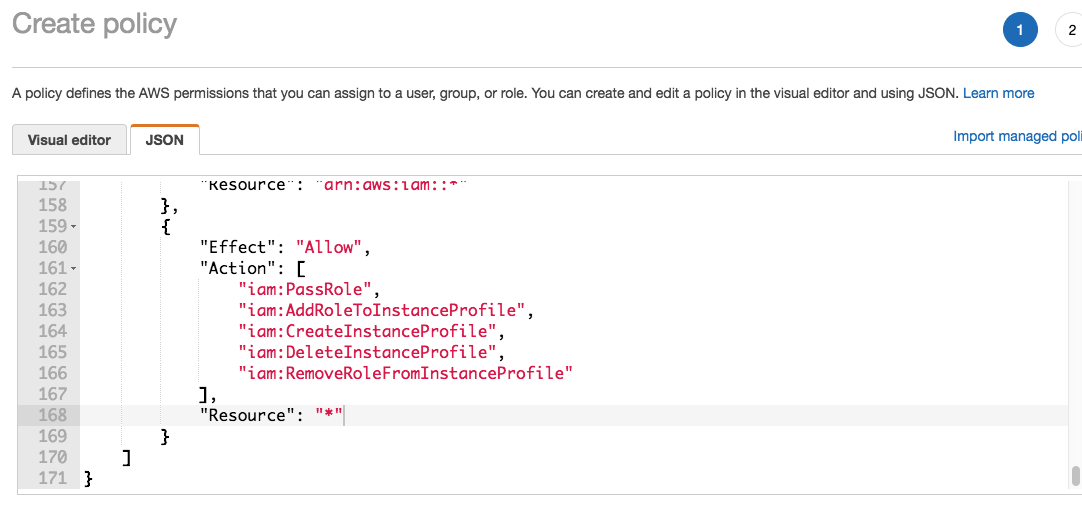 Create policy
1
2
A policy defines the AWS permissions that you can assign to a user, group, or role. You can create and edit a policy in the visual editor and using JSON. Learn more
Visual editor
JSON
Import managed poli
157 "Resource": "arn:aws:iam::*"
158 },
159 {
160 "Effect": "Allow",
161 "Action": [
162 "iam:PassRole",
163 "iam:AddRoleToInstanceProfile",
164 "iam:CreateInstanceProfile",
165 "iam:DeleteInstanceProfile",
166 "iam:RemoveRoleFromInstanceProfile"
167 ],
168 "Resource": "*"
169 }
170 ]
171 }